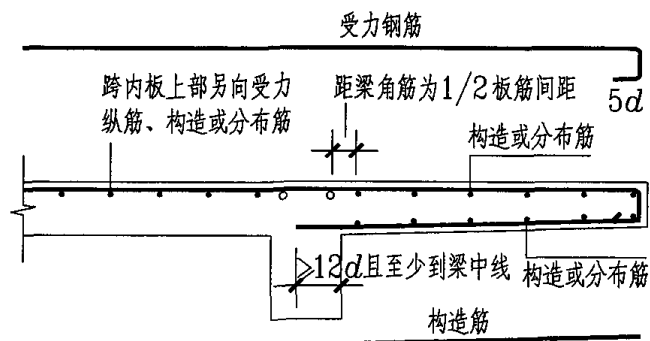 受力钢筋
跨内板上部另向受力
纵筋、构造或分布筋
距梁角筋为1/2板筋间距
5d
构造或分布筋
≥12d且至少到梁中线
构造或分布筋
构造筋